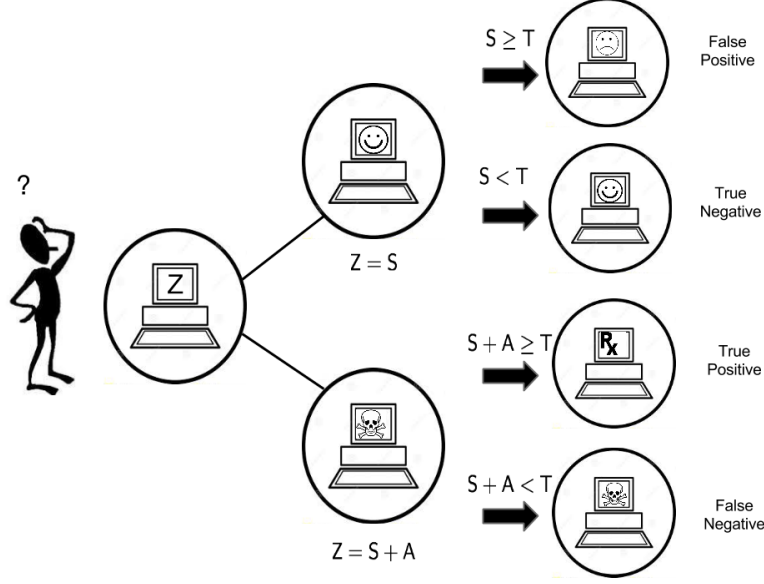 S ≥ T
False
Positive
?
S < T
True
Negative
Z = S
Z
S + A ≥ T
Rx
True
Positive
S + A < T
False
Negative
Z = S + A